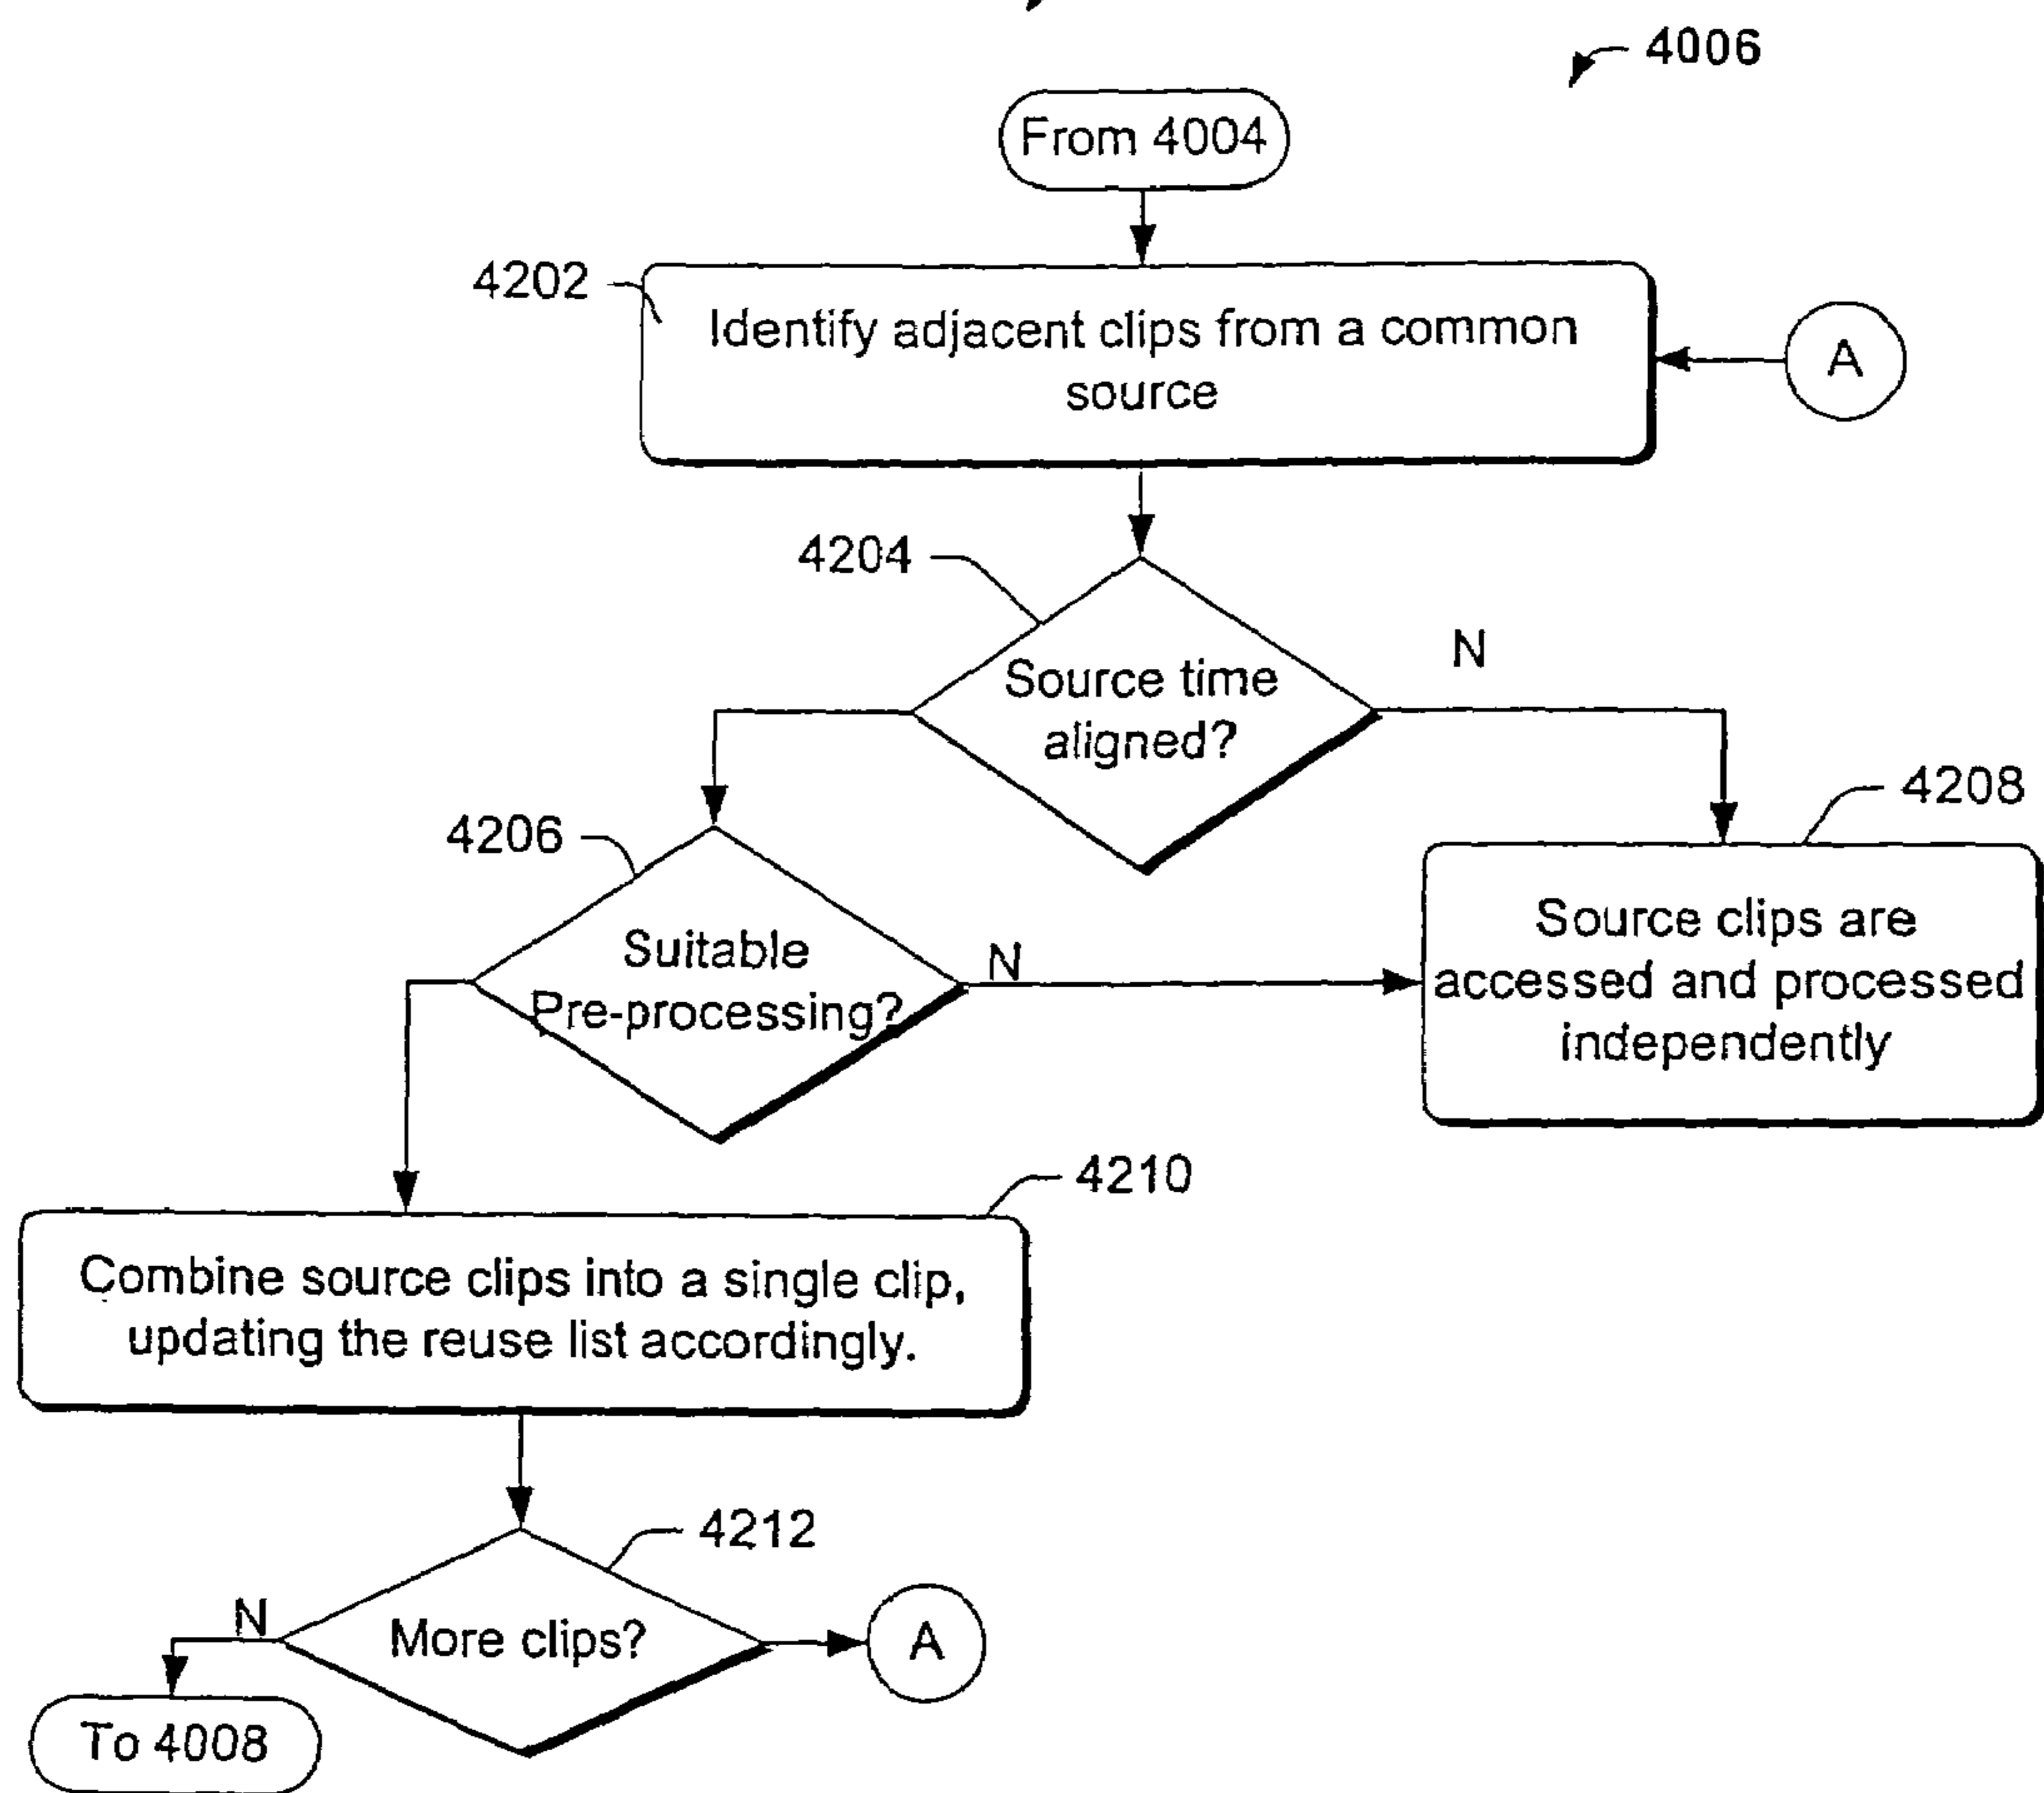 4006
From 4004
4202
Identify adjacent clips from a common
source
A
4204
Source time
aligned?
N
4206
Suitable
Pre-processing?
N
4208
Source clips are
accessed and processed
independently
4210
Combine source clips into a single clip,
updating the reuse list accordingly.
4212
More clips?
N
A
To 4008